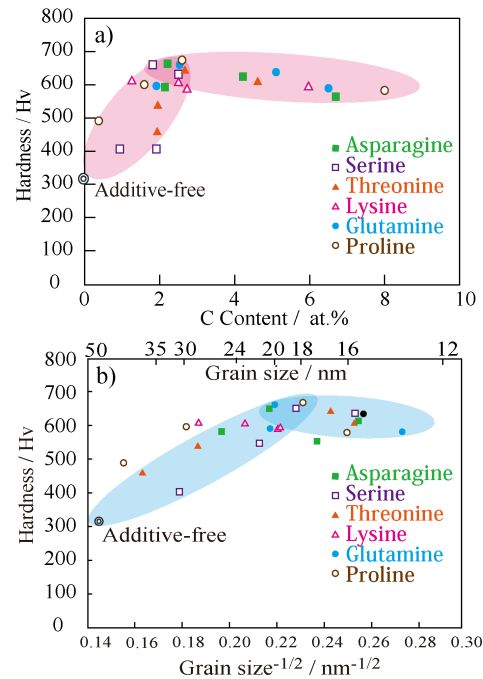 a)
800
700
600
500
400
300
200
100
0
Hardness / Hv
Additive-free
Asparagine
Serine
Threonine
Lysine
Glutamine
Proline
0 2 4 6 8 10
C Content / at.%
50 35 30 24 20 18 16 12
Grain size / nm
b)
800
700
600
500
400
300
200
100
0
Hardness / Hv
Additive-free
Asparagine
Serine
Threonine
Lysine
Glutamine
Proline
0.14 0.16 0.18 0.20 0.22 0.24 0.26 0.28 0.30
Grain size-1/2 / nm-1/2